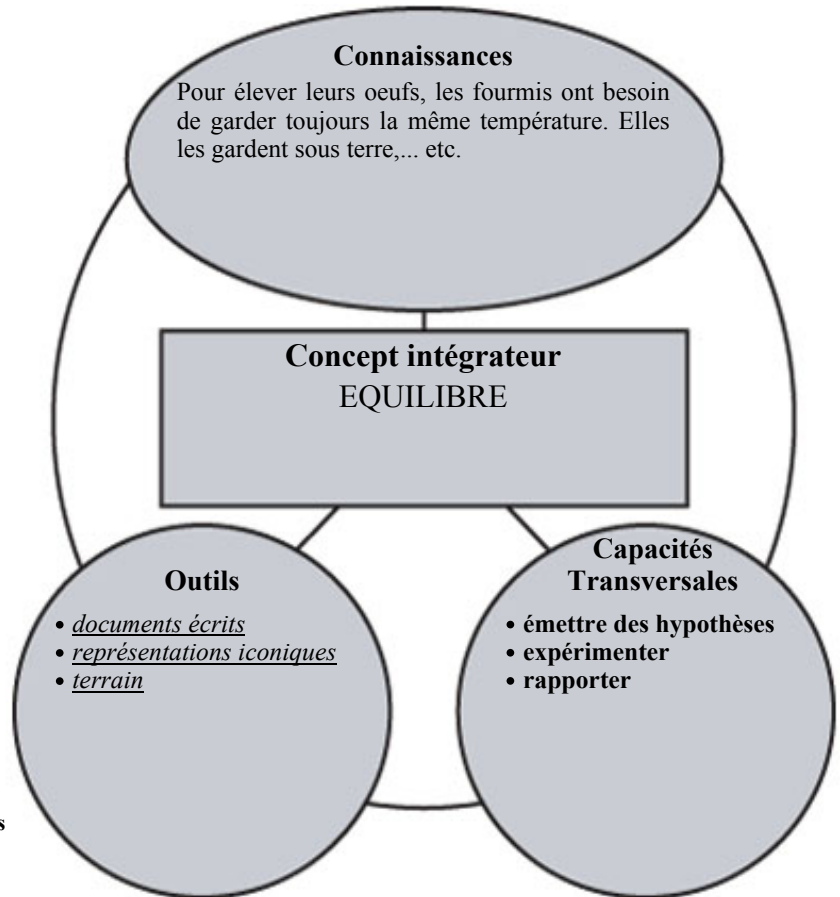 Connaissances
Pour élever leurs oeufs, les fourmis ont besoin
de garder toujours la même température. Elles
les gardent sous terre,... etc.
Concept intégrateur
EQUILIBRE
Outils
• documents écrits
• représentations iconiques
• terrain
Capacités
Transversales
• émettre des hypothèses
• expérimenter
• rapporter
s